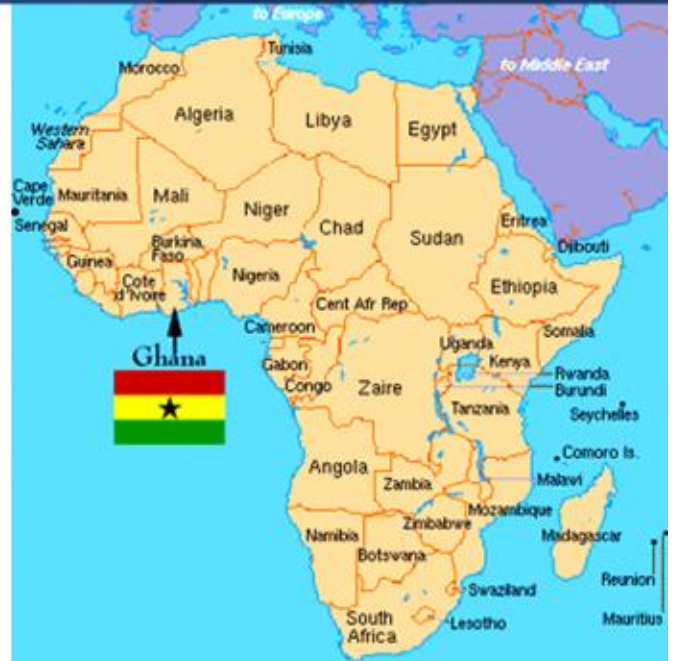 to Europe
Tunisia
Morocco
to Middle East
Algeria
Libya
Egypt
Western
Sahara
Cape
Verde
Mauritania
Mali
Niger
Chad
Sudan
Eritrea
Senegal
Djibouti
Burkina
Faso
Guinea
Nigeria
Cote
d'Ivore
Ethiopia
Cent Afr Rep
Cameroon
Somalia
Uganda
Ghana
Kenya
Gabon
Rwanda
Congo
Zaire
Burundi
Tanzania
Seychelles
Comoro Is.
Angola
Malawi
Zambia
Mozambique
Zimbabwe
Namibia
Madagascar
Botswana
Reunion
Swaziland
Mauritius
South
Africa
Lesotho